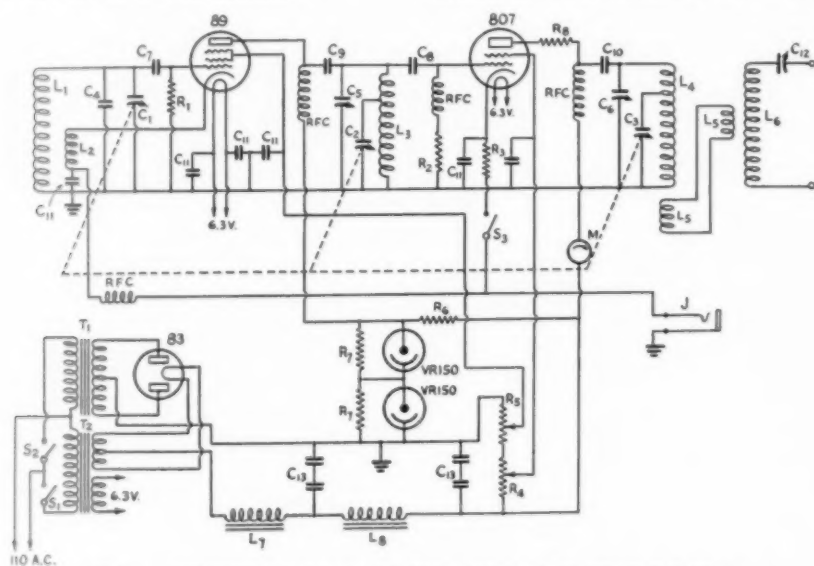 89
807
R8
C7
C9
C8
C10
C12
L1
C4
C1
R1
L2
C11
C11
C11
C11
6.3V.
RFC
C5
C2
L3
RFC
R2
6.3V.
C11
R3
S3
RFC
C6
C3
L4
L5
L5
L6
M
RFC
J
R6
T1
83
R7
VR150
R7
VR150
R5
T2
S2
S1
6.3V.
C13
C13
R4
L7
L8
110 A.C.